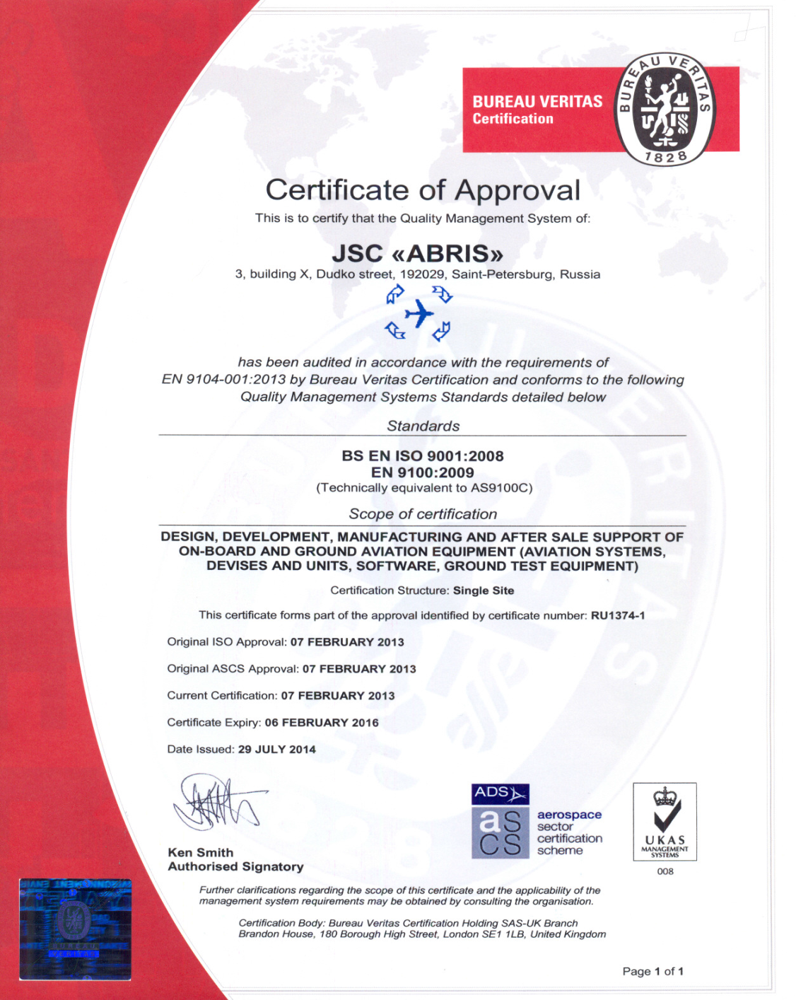 BUREAU VERITAS
Certification
BUREAU VERITAS
1828
Certificate of Approval
This is to certify that the Quality Management System of:
JSC «ABRIS»
3, building X, Dudko street, 192029, Saint-Petersburg, Russia
has been audited in accordance with the requirements of
EN 9104-001:2013 by Bureau Veritas Certification and conforms to the following
Quality Management Systems Standards detailed below
Standards
BS EN ISO 9001:2008
EN 9100:2009
(Technically equivalent to AS9100C)
Scope of certification
DESIGN, DEVELOPMENT, MANUFACTURING AND AFTER SALE SUPPORT OF
ON-BOARD AND GROUND AVIATION EQUIPMENT (AVIATION SYSTEMS,
DEVISES AND UNITS, SOFTWARE, GROUND TEST EQUIPMENT)
Certification Structure: Single Site
This certificate forms part of the approval identified by certificate number: RU1374-1
Original ISO Approval: 07 FEBRUARY 2013
Original ASCS Approval: 07 FEBRUARY 2013
Current Certification: 07 FEBRUARY 2013
Certificate Expiry: 06 FEBRUARY 2016
Date Issued: 29 JULY 2014
Ken Smith
Authorised Signatory
ADS
asCS
aerospace
sector
certification
scheme
UKAS
MANAGEMENT
SYSTEMS
008
Further clarifications regarding the scope of this certificate and the applicability of the
management system requirements may be obtained by consulting the organisation.
Certification Body: Bureau Veritas Certification Holding SAS-UK Branch
Brandon House, 180 Borough High Street, London SE1 1LB, United Kingdom
Page 1 of 1